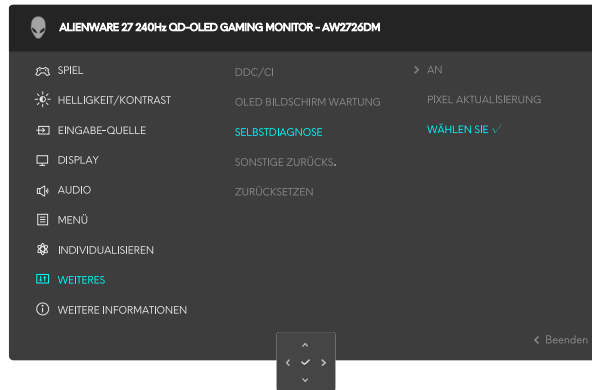 ALIENWARE 27 240Hz QD-OLED GAMING MONITOR - AW2726DM
SPIEL
DDC/CI
> AN
HELLIGKEIT/KONTRAST
OLED BILDSCHIRM WARTUNG
PIXEL AKTUALISIERUNG
EINGABE-QUELLE
SELBSTDIAGNOSE
WÄHLEN SIE ✓
DISPLAY
SONSTIGE ZURÜCKS.
AUDIO
ZURÜCKSETZEN
MENÜ
INDIVIDUALISIEREN
WEITERES
WEITERE INFORMATIONEN
< Beenden